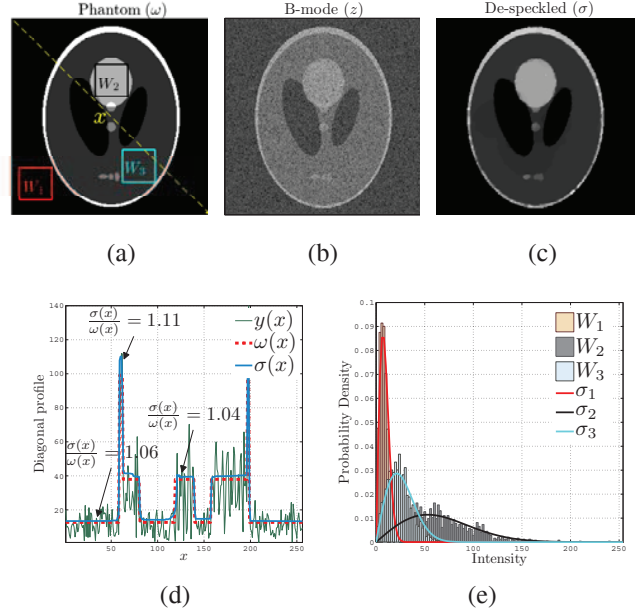 Phantom (ω)
B-mode (z)
De-speckled (σ)
W₂
x
W₃
W₁
(a)
(b)
(c)
140
120
100
80
60
40
20
50
100
150
200
250
Diagonal profile
x
σ(x)/ω(x) = 1.11
σ(x)/ω(x) = 1.04
σ(x)/ω(x) = 1.06
y(x)
ω(x)
σ(x)
(d)
0.1
0.09
0.08
0.07
0.06
0.05
0.04
0.03
0.02
0.01
0
0
50
100
150
200
250
Probability Density
Intensity
W₁
W₂
W₃
σ₁
σ₂
σ₃
(e)